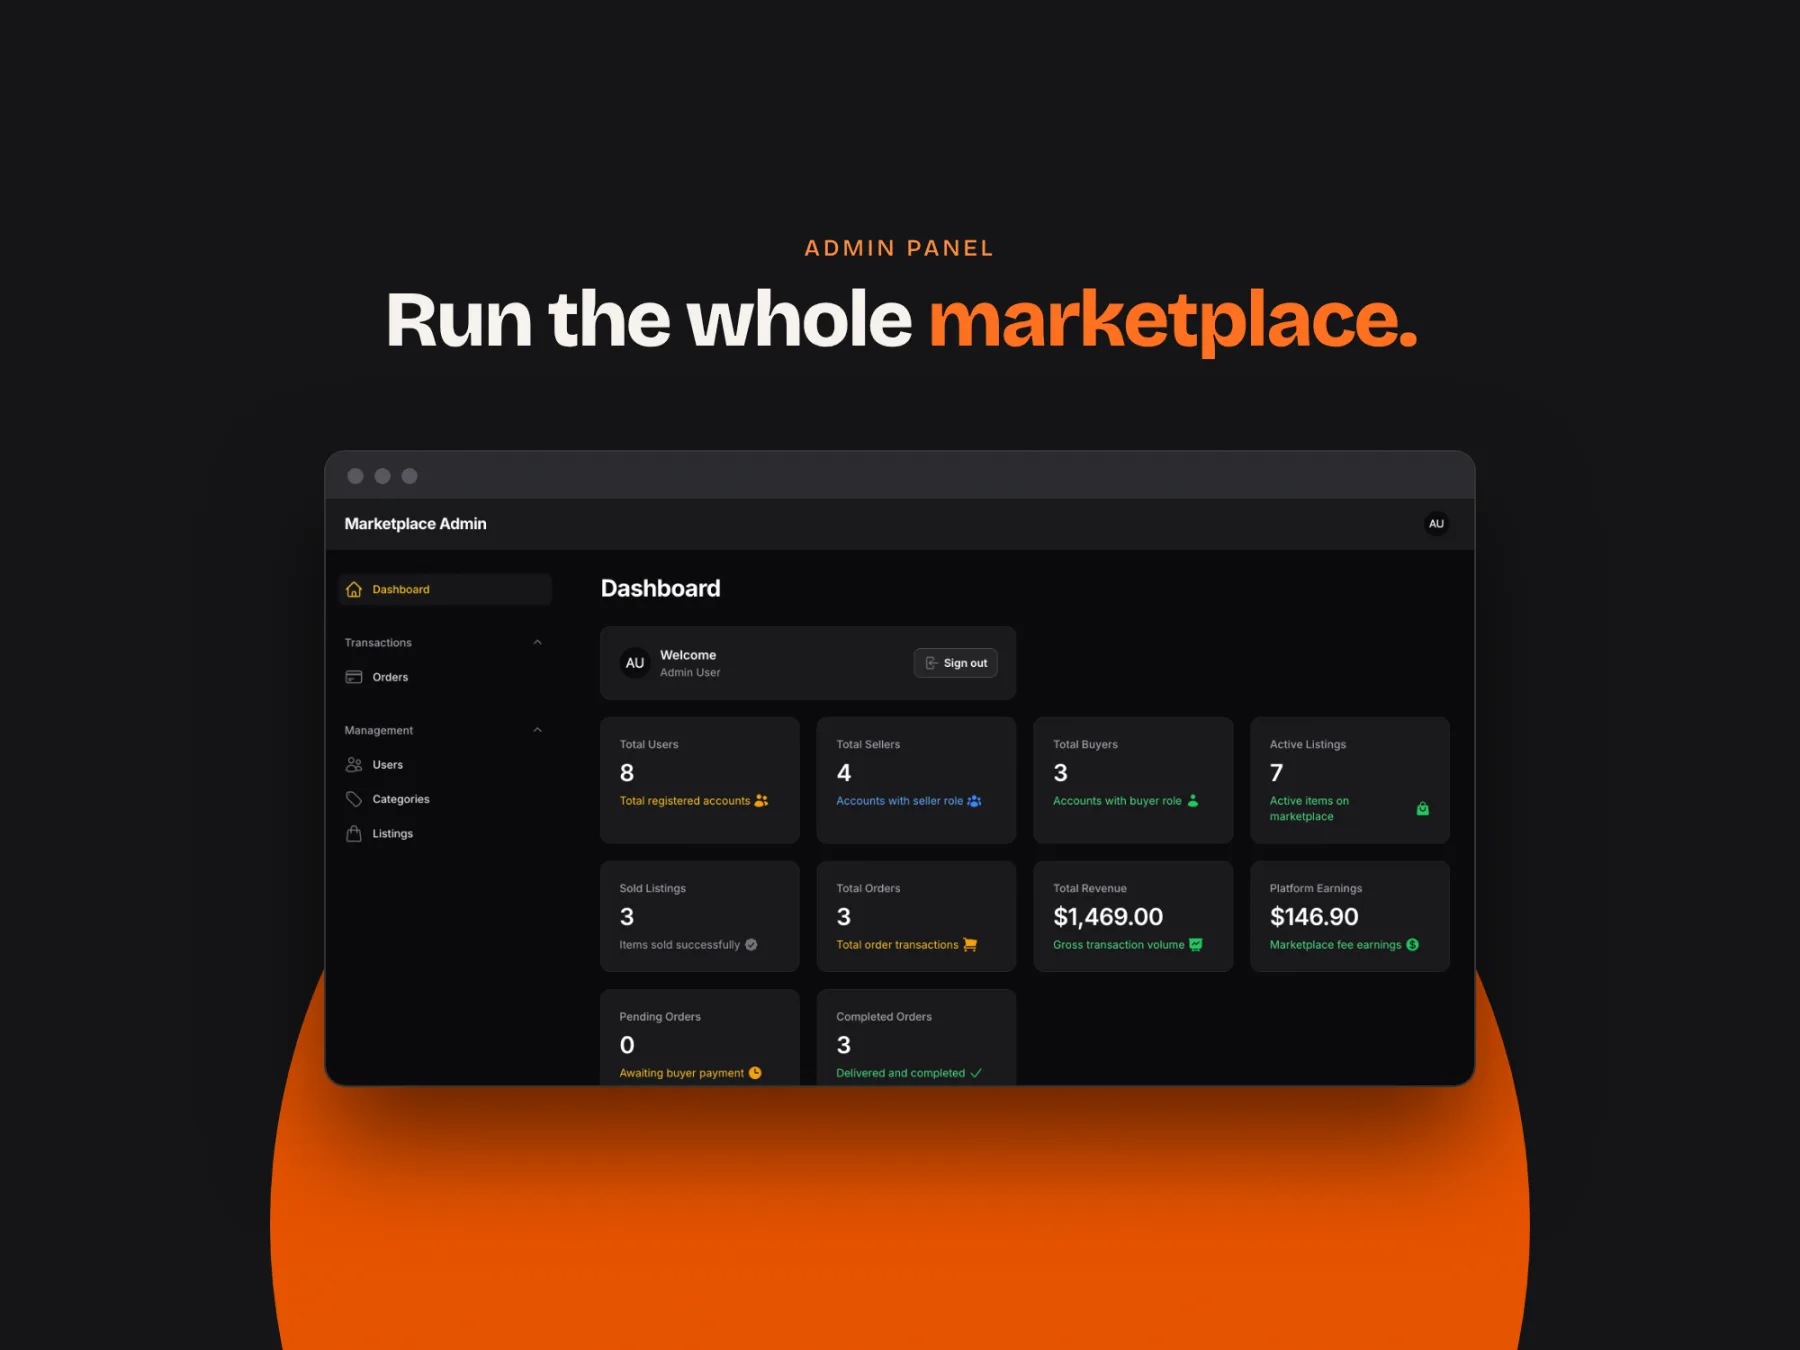 ADMIN PANEL
Run the whole marketplace.
Marketplace Admin
AU
Dashboard
Transactions
Orders
Management
Users
Categories
Listings
Dashboard
AU
Welcome
Admin User
Sign out
Total Users
8
Total registered accounts
Total Sellers
4
Accounts with seller role
Total Buyers
3
Accounts with buyer role
Active Listings
7
Active items on
marketplace
Sold Listings
3
Items sold successfully
Total Orders
3
Total order transactions
Total Revenue
$1,469.00
Gross transaction volume
Platform Earnings
$146.90
Marketplace fee earnings
Pending Orders
0
Awaiting buyer payment
Completed Orders
3
Delivered and completed